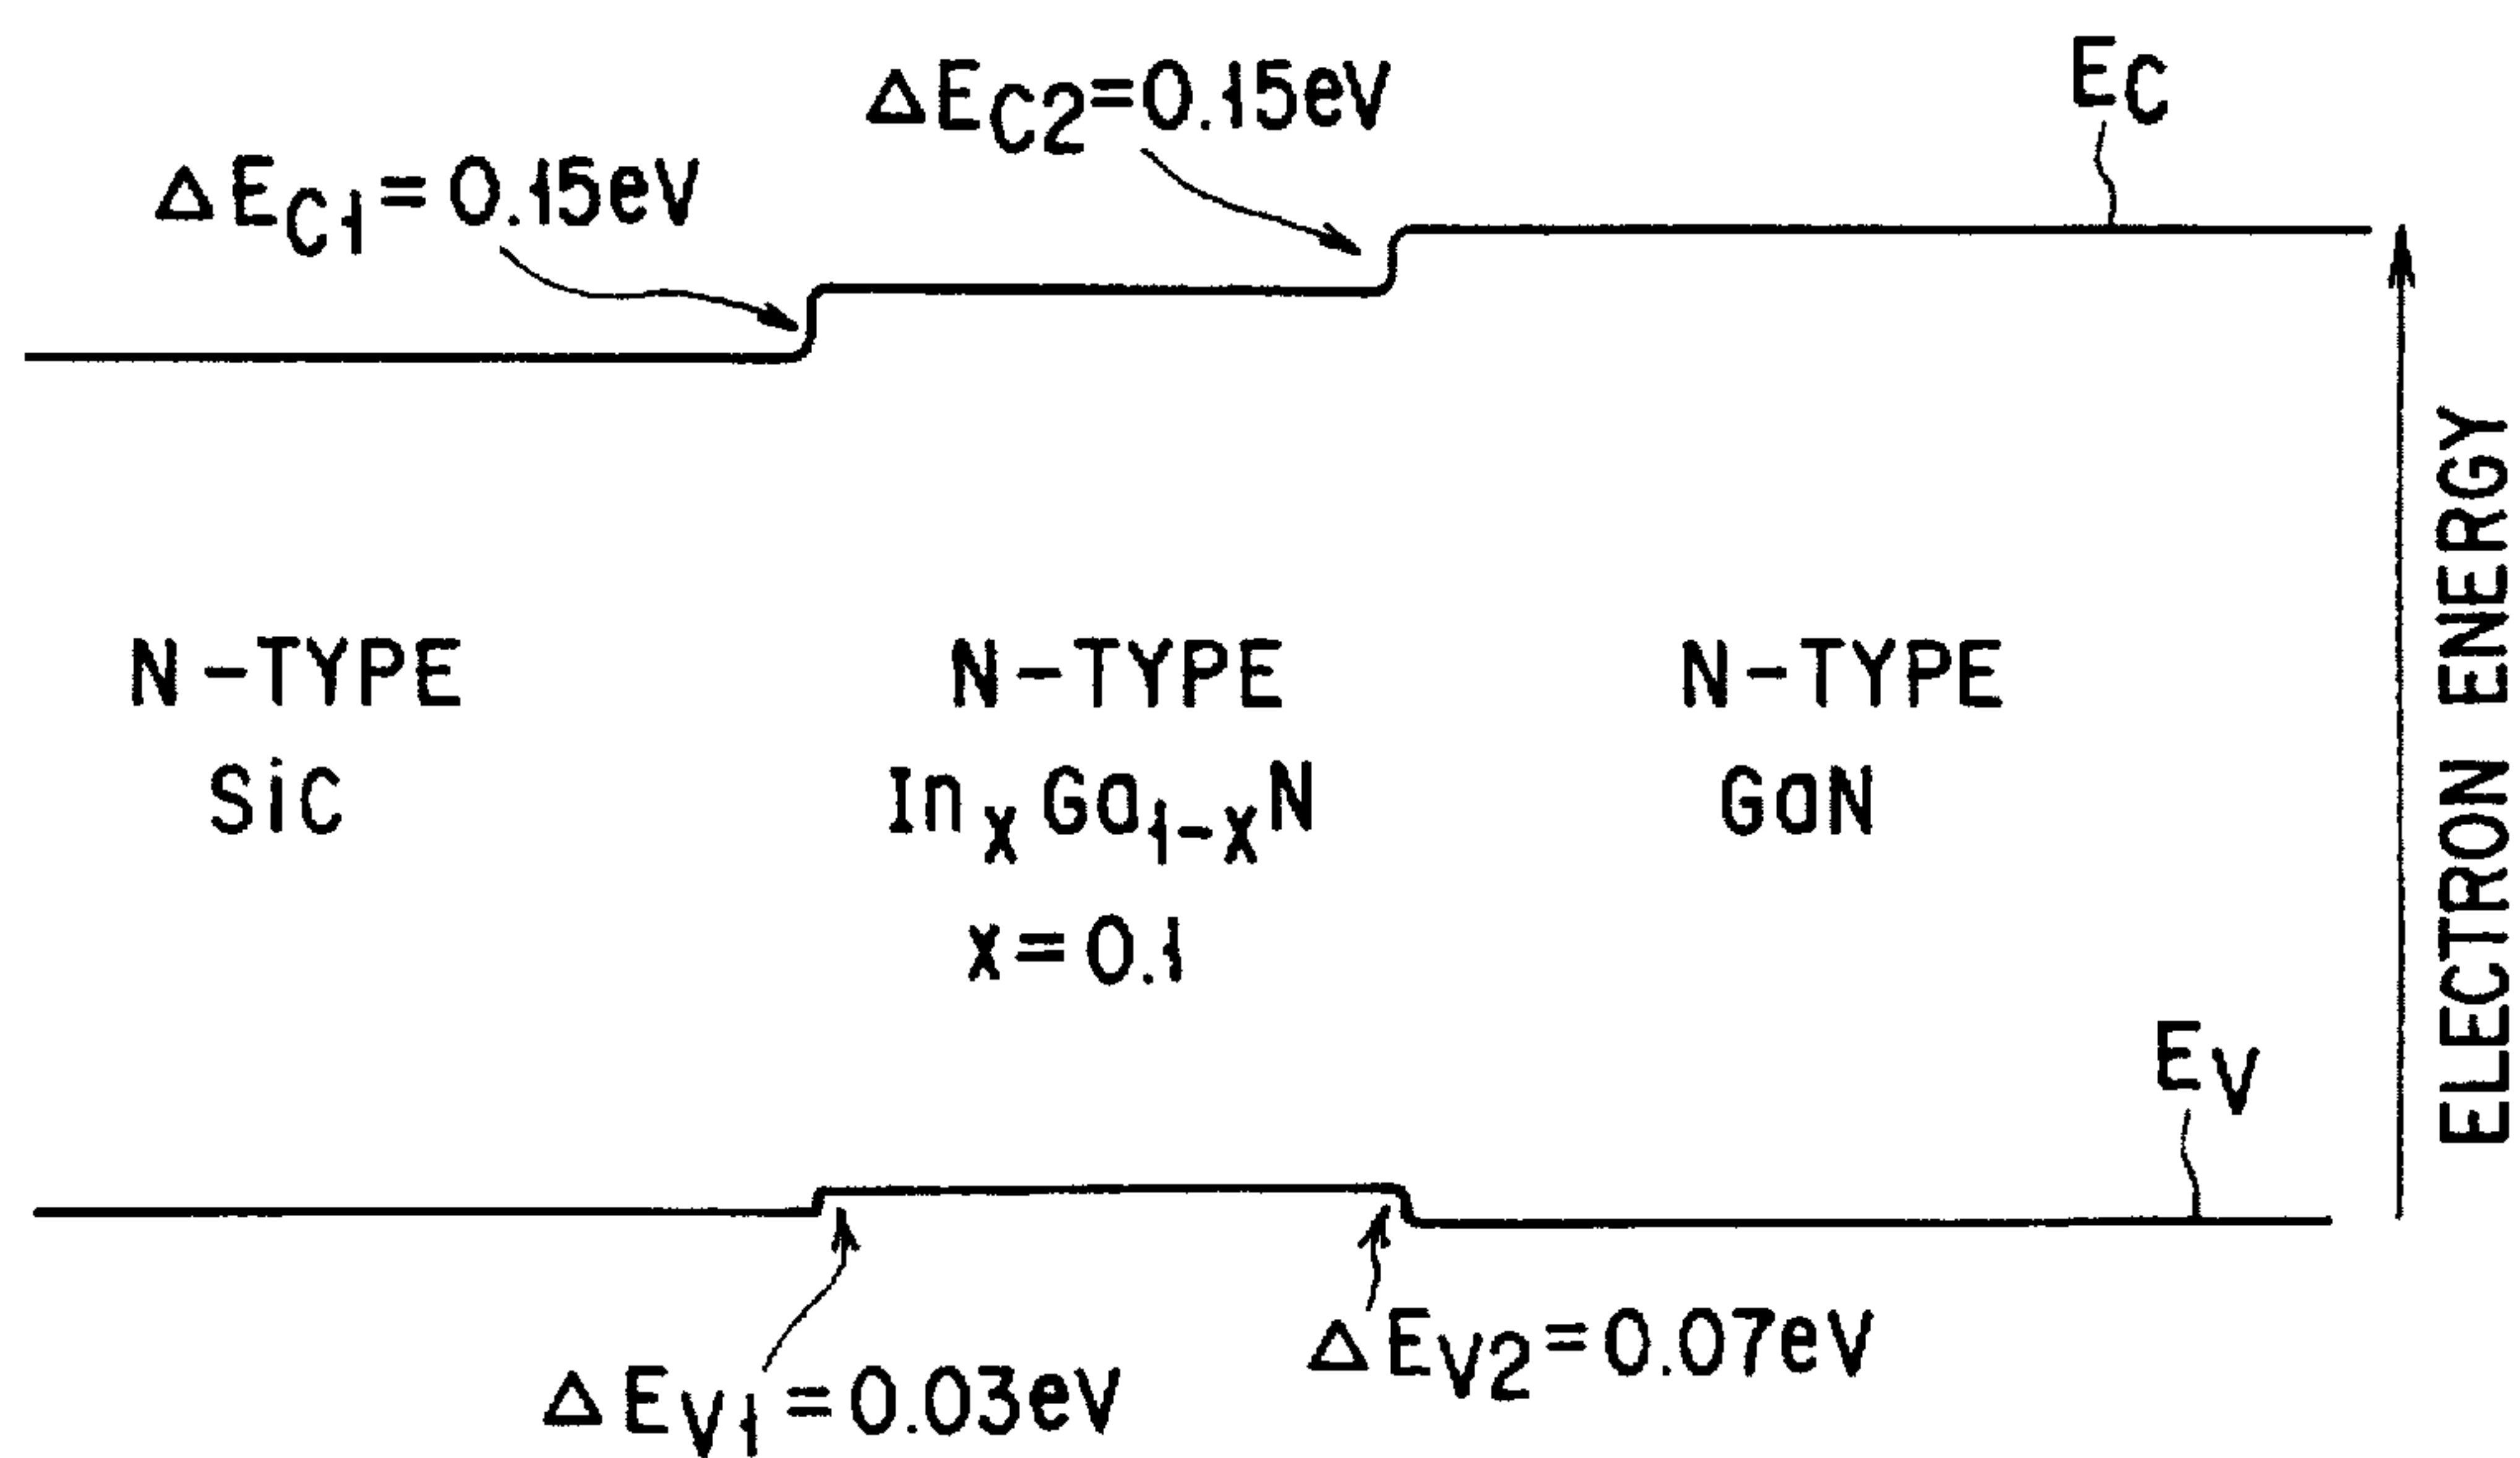 ΔEC2=0.15eV
EC
ΔEC1=0.15eV
N-TYPE
SiC
N-TYPE
InxGa1-xN
x=0.1
N-TYPE
GaN
ELECTRON ENERGY
EV
ΔEV2=0.07eV
ΔEV1=0.03eV